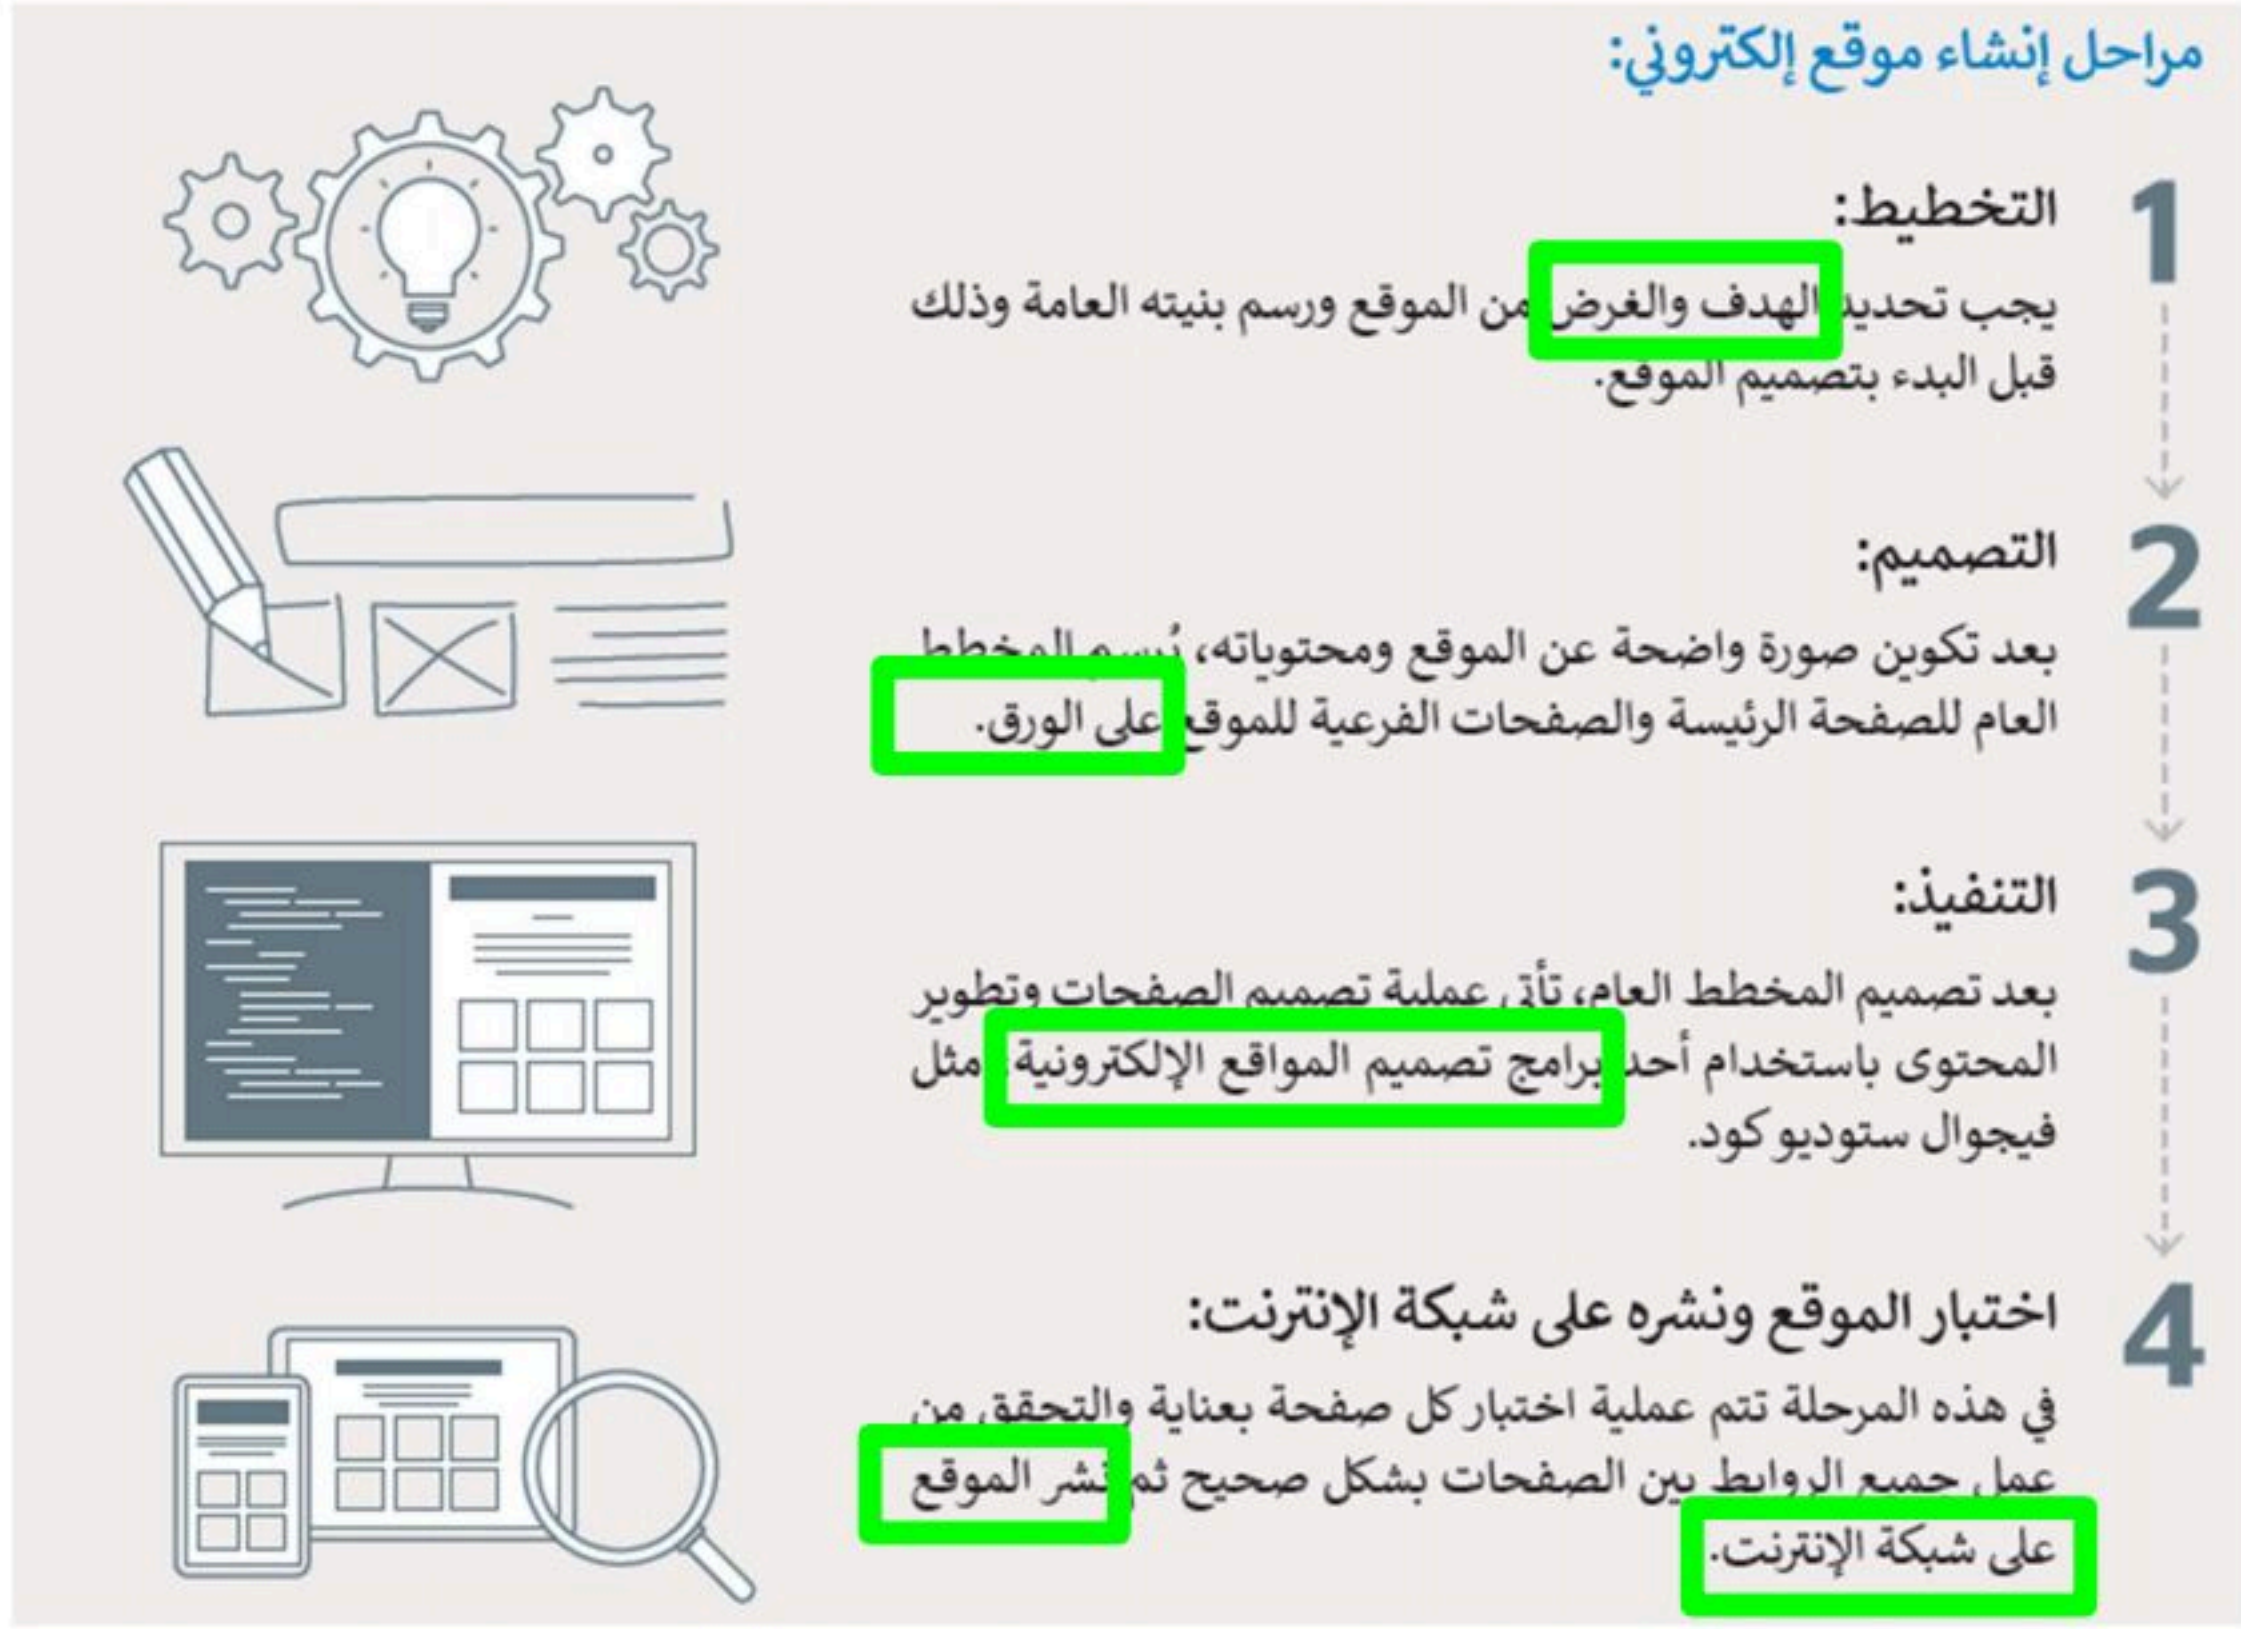 مراحل إنشاء موقع إلكتروني:
1
التخطيط:
يجب تحديد الهدف والغرض من الموقع ورسم بنيته العامة وذلك
قبل البدء بتصميم الموقع.
2
التصميم:
بعد تكوين صورة واضحة عن الموقع ومحتوياته، يُرسم المخطط
العام للصفحة الرئيسة والصفحات الفرعية للموقع على الورق.
3
التنفيذ:
بعد تصميم المخطط العام، تأتي عملية تصميم الصفحات وتطوير
المحتوى باستخدام أحد برامج تصميم المواقع الإلكترونية، مثل
فيجوال ستوديو كود.
4
اختبار الموقع ونشره على شبكة الإنترنت:
في هذه المرحلة تتم عملية اختبار كل صفحة بعناية والتحقق من
عمل جميع الروابط بين الصفحات بشكل صحيح ثم نشر الموقع
على شبكة الإنترنت.